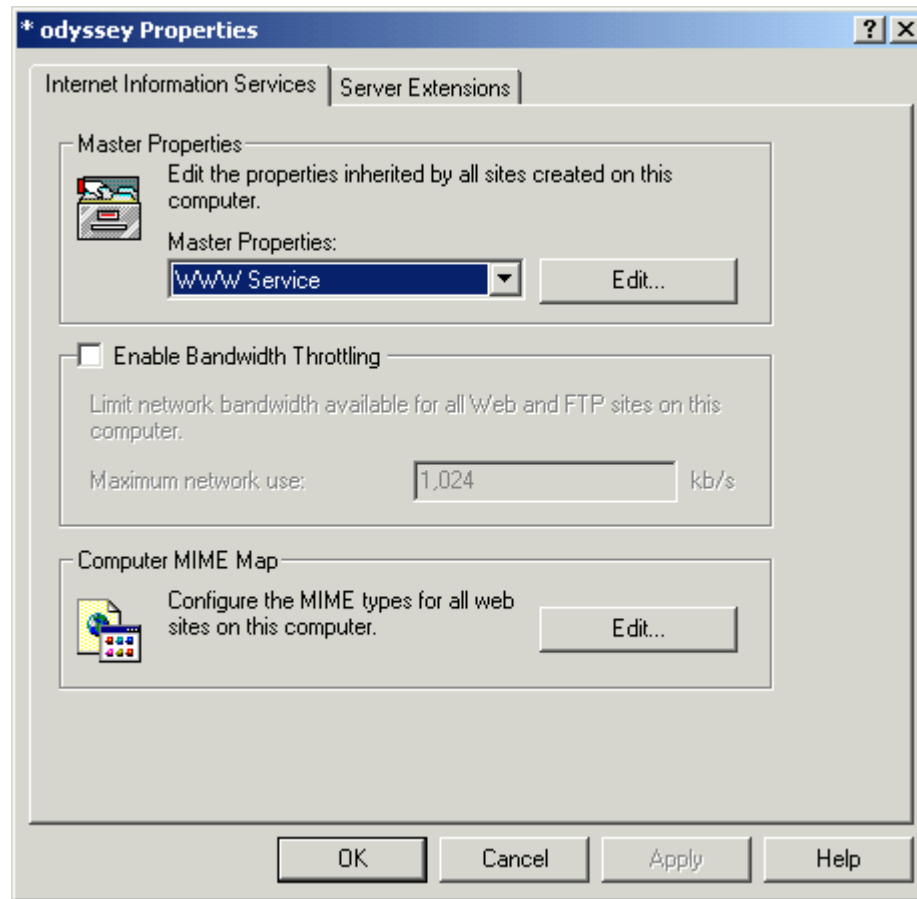 * odyssey Properties
Internet Information Services
Server Extensions
Master Properties
Edit the properties inherited by all sites created on this
computer.
Master Properties:
WWW Service
Edit...
Enable Bandwidth Throttling
Limit network bandwidth available for all Web and FTP sites on this
computer.
Maximum network use:
1,024
kb/s
Computer MIME Map
Configure the MIME types for all web
sites on this computer.
Edit...
OK
Cancel
Apply
Help